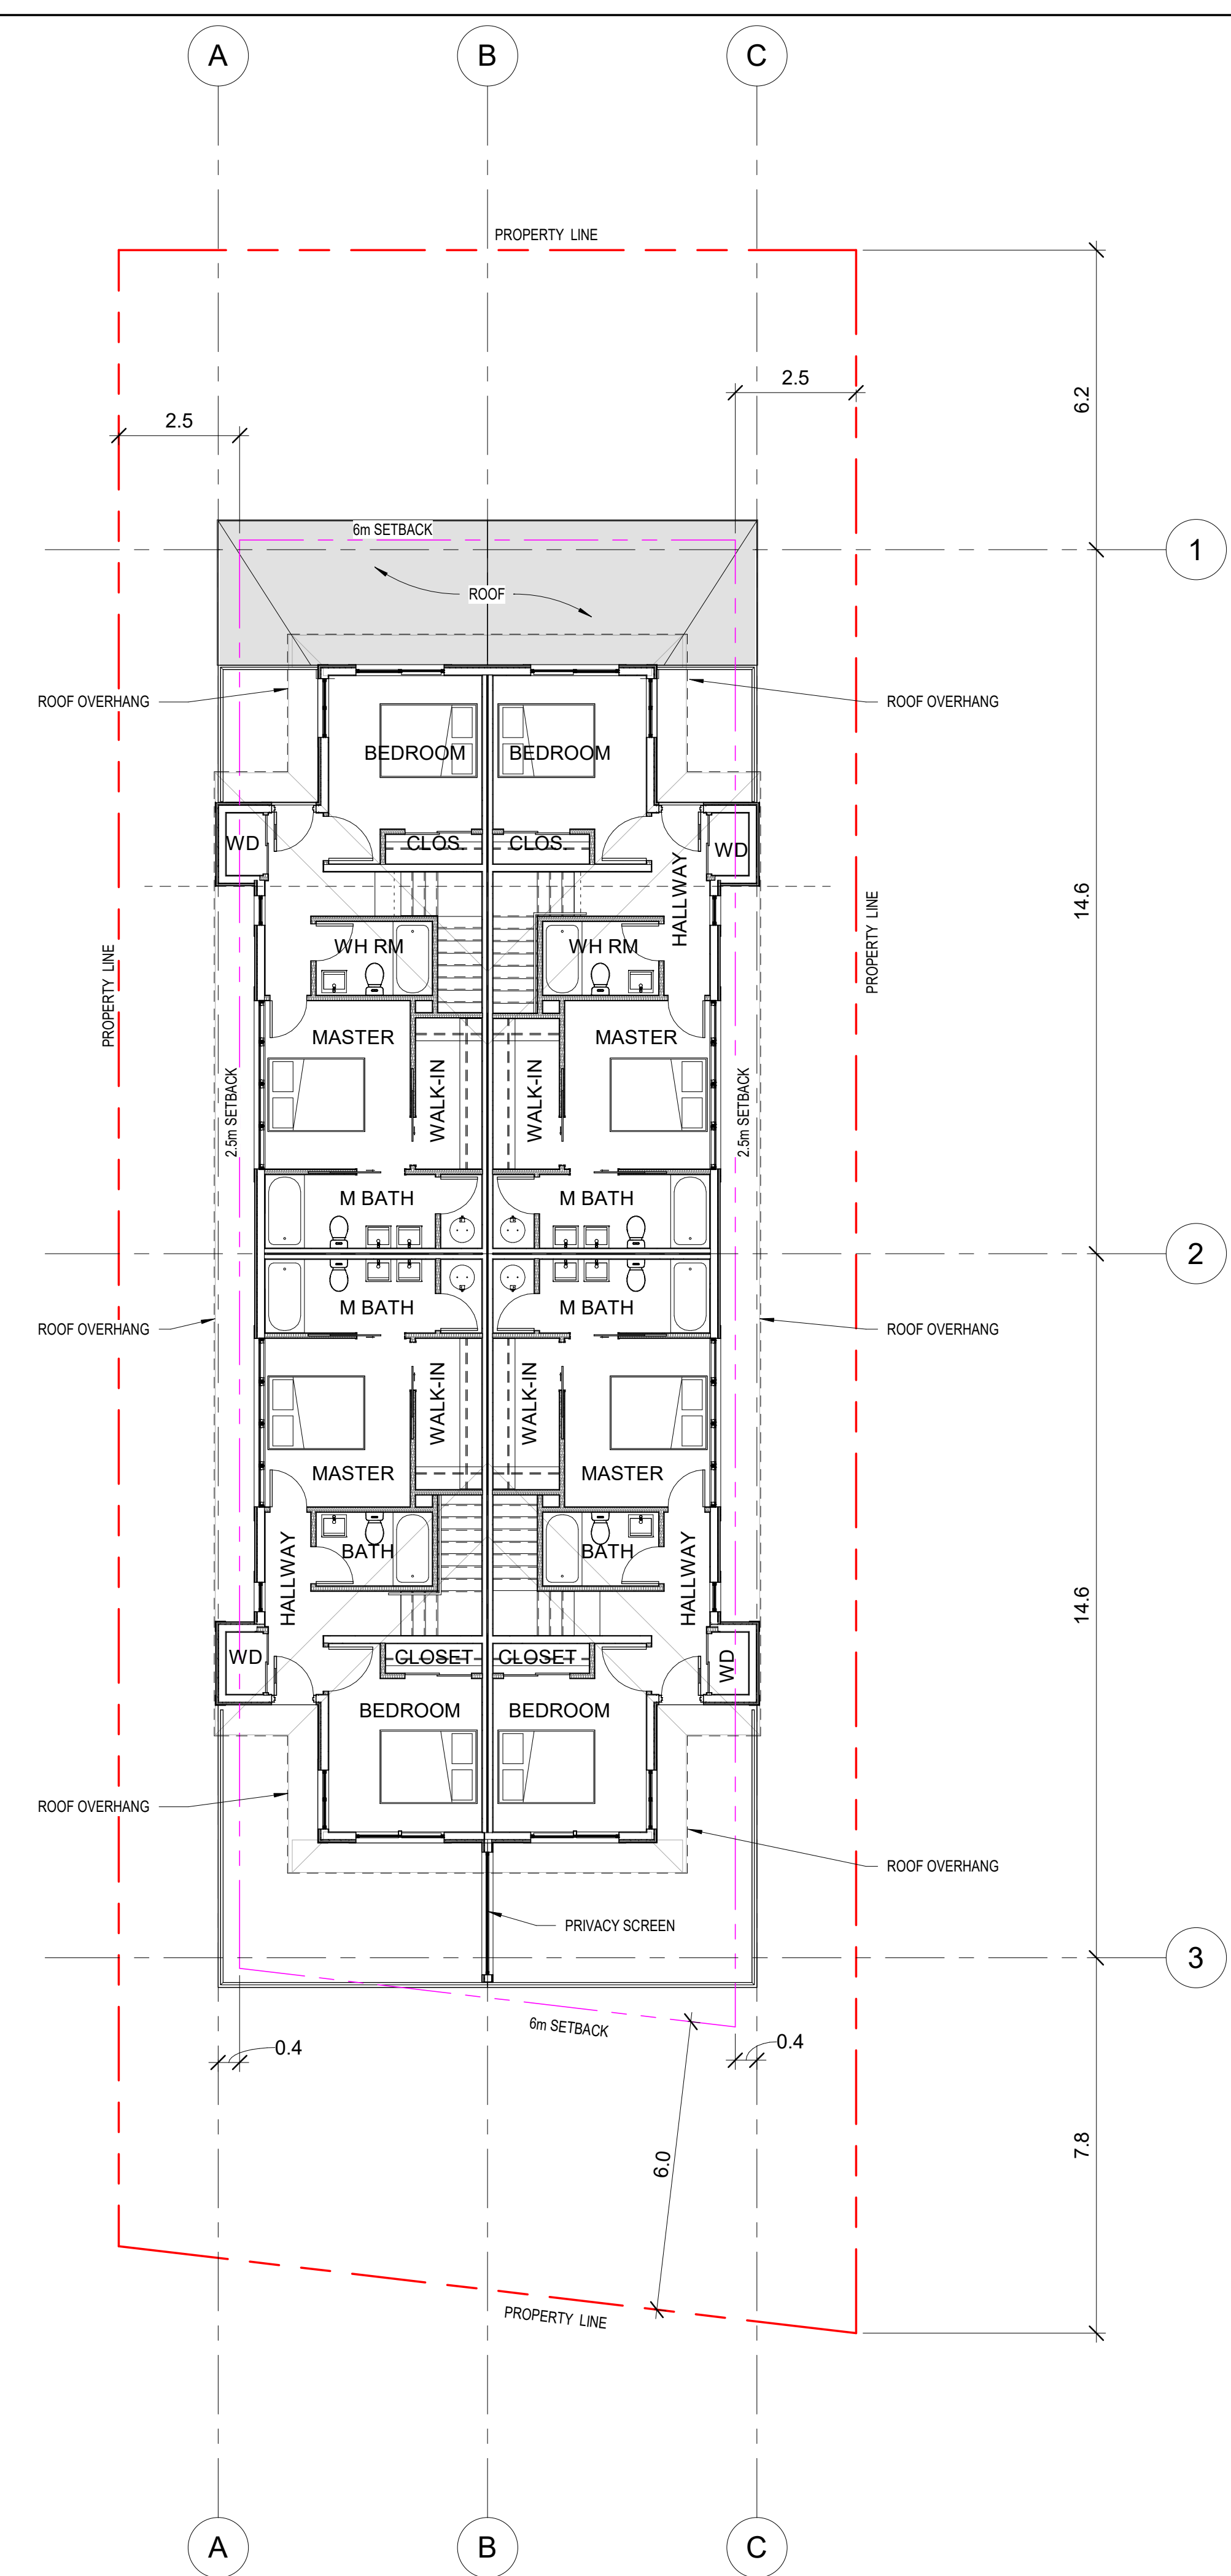 A
B
C
PROPERTY LINE
2.5
2.5
6.2
6m SETBACK
1
ROOF
ROOF OVERHANG
ROOF OVERHANG
BEDROOM
BEDROOM
WD
CLOS.
CLOS.
WD
HALLWAY
14.6
PROPERTY LINE
PROPERTY LINE
WH RM
WH RM
MASTER
MASTER
WALK-IN
WALK-IN
2.5m SETBACK
2.5m SETBACK
M BATH
M BATH
2
M BATH
M BATH
ROOF OVERHANG
ROOF OVERHANG
WALK-IN
WALK-IN
MASTER
MASTER
BATH
BATH
HALLWAY
HALLWAY
14.6
WD
CLOSET
CLOSET
WD
BEDROOM
BEDROOM
ROOF OVERHANG
ROOF OVERHANG
PRIVACY SCREEN
3
6m SETBACK
0.4
0.4
6.0
7.8
PROPERTY LINE
A
B
C